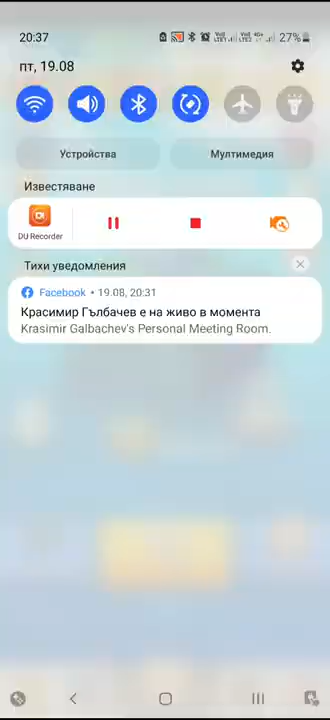 20:37
27%
пт, 19.08
Устройства
Мултимедия
Известяване
DU Recorder
Тихи уведомления
Facebook • 19.08, 20:31
Красимир Гълбачев е на живо в момента
Krasimir Galbachev's Personal Meeting Room.